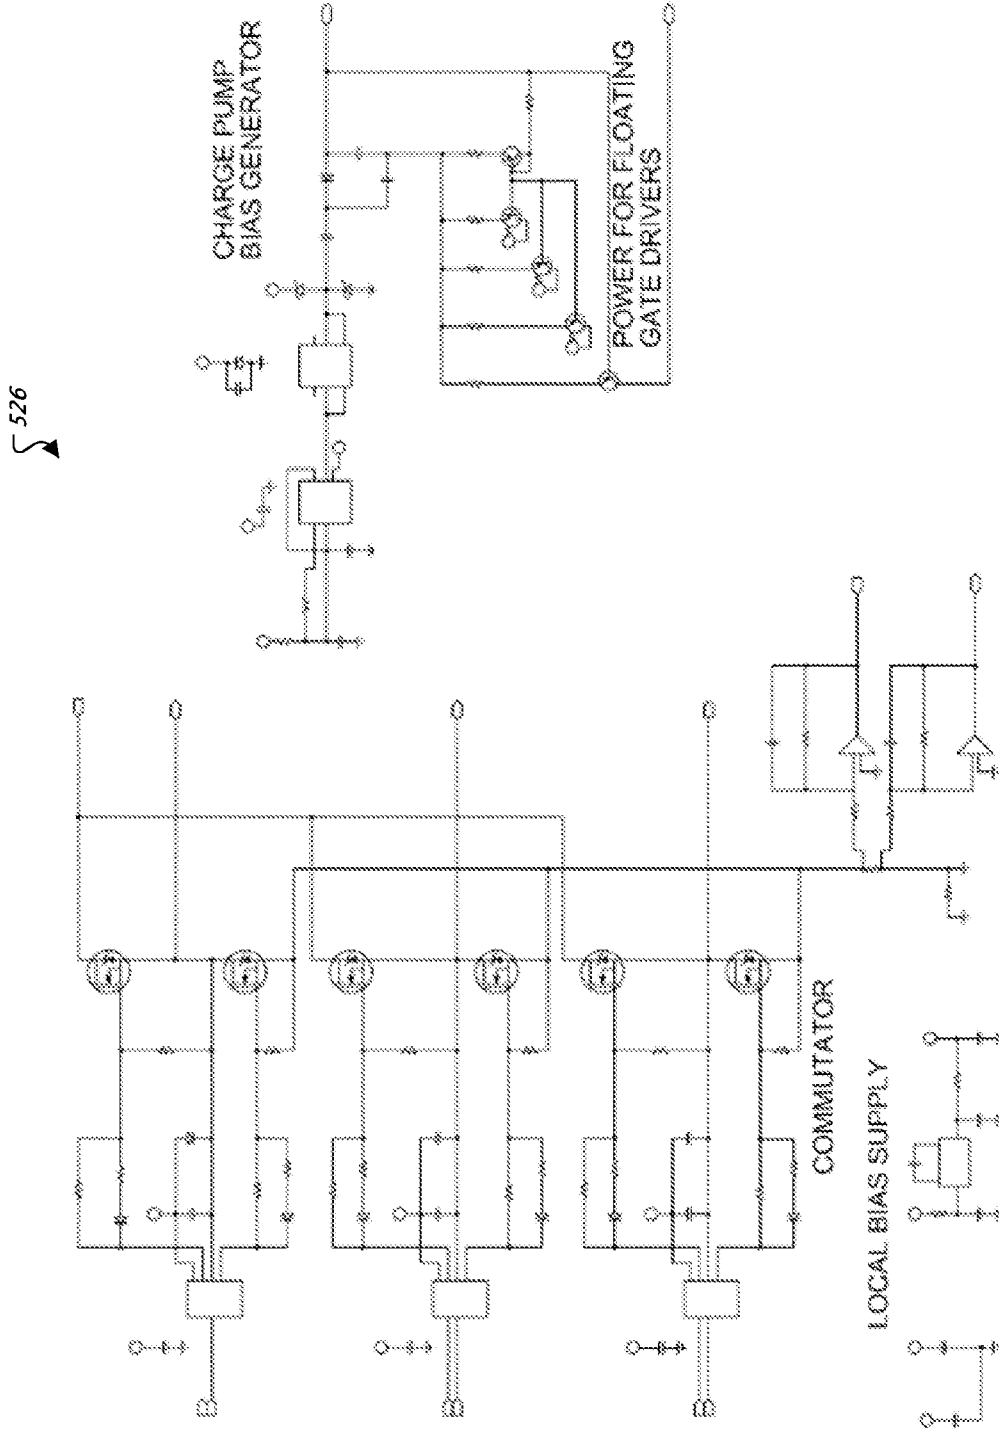 526
CHARGE PUMP
BIAS GENERATOR
POWER FOR FLOATING
GATE DRIVERS
COMMUTATOR
LOCAL BIAS SUPPLY